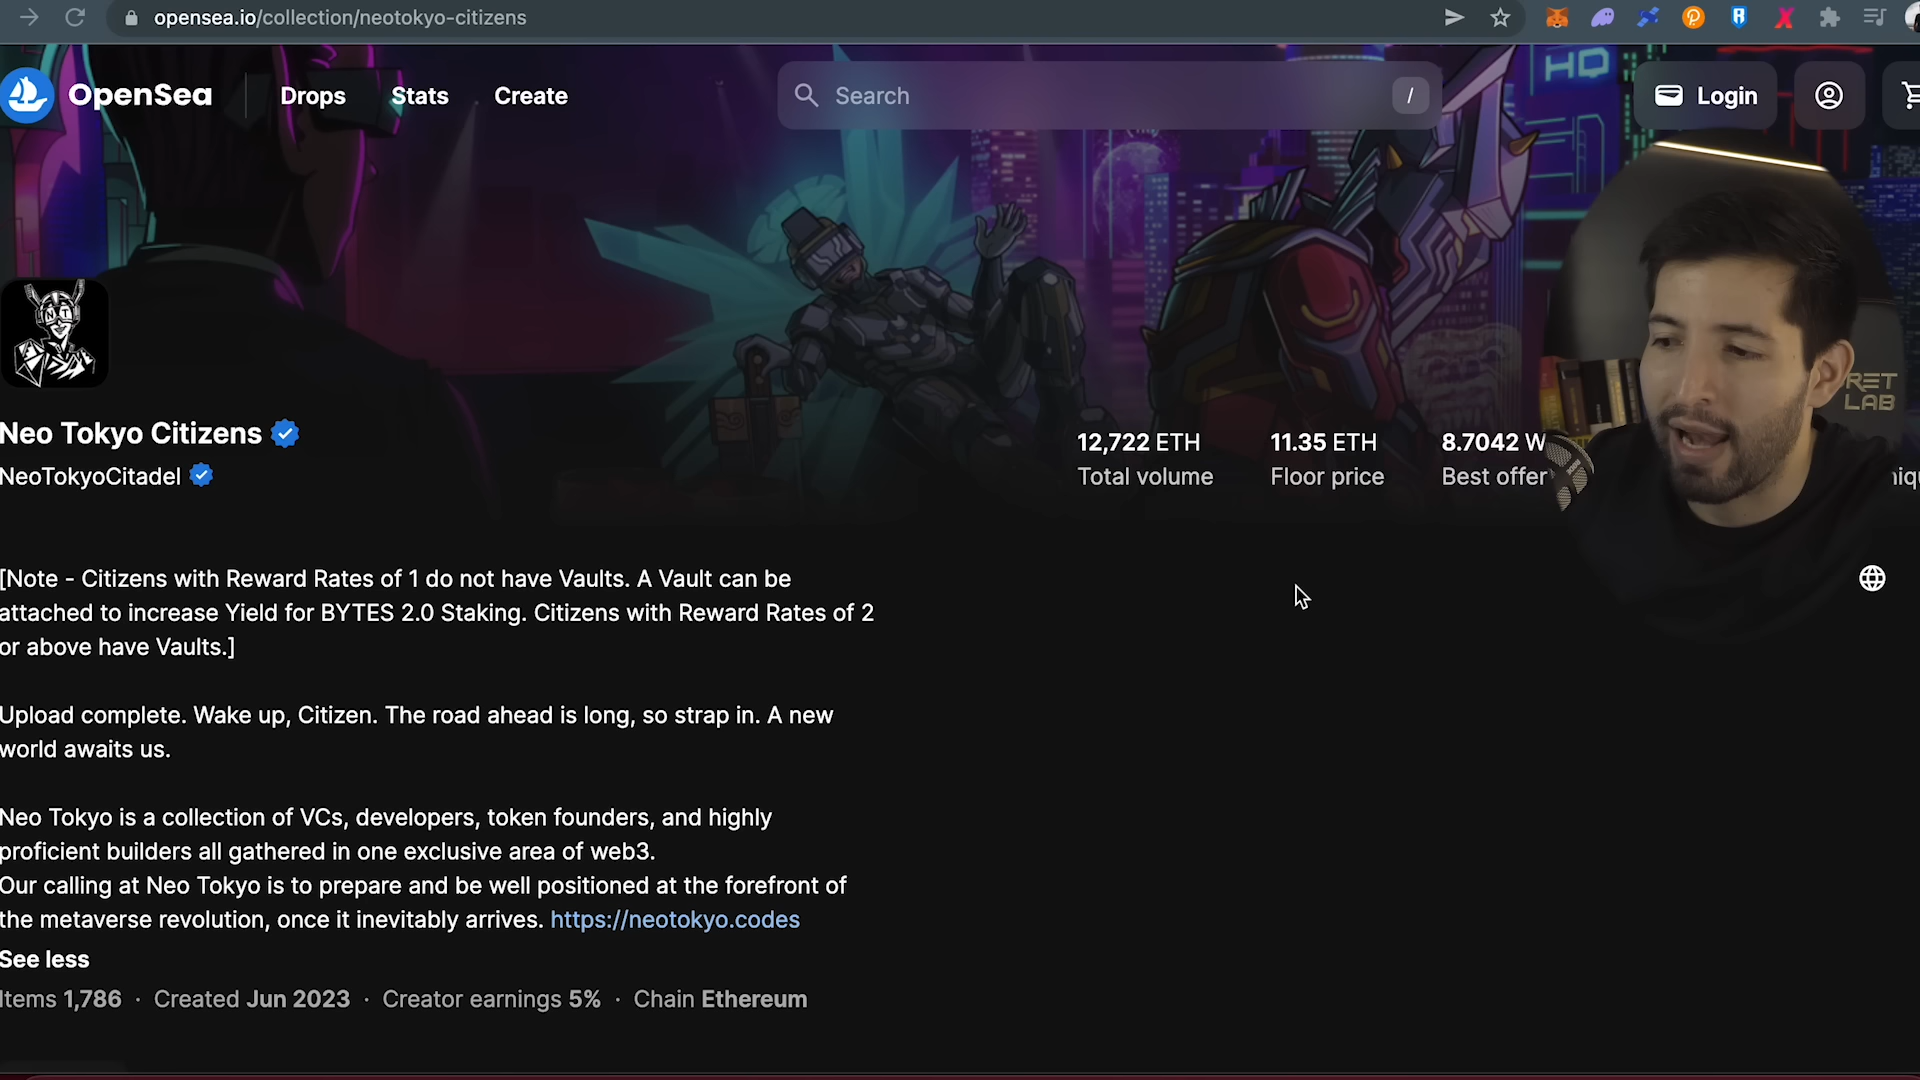 opensea.io/collection/neotokyo-citizens
OpenSea
Drops
Stats
Create
Search
/
Login
HO
RET
LAB
Neo Tokyo Citizens
NeoTokyoCitadel
12,722 ETH
Total volume
11.35 ETH
Floor price
8.7042 W
Best offer
[Note - Citizens with Reward Rates of 1 do not have Vaults. A Vault can be
attached to increase Yield for BYTES 2.0 Staking. Citizens with Reward Rates of 2
or above have Vaults.]
Upload complete. Wake up, Citizen. The road ahead is long, so strap in. A new
world awaits us.
Neo Tokyo is a collection of VCs, developers, token founders, and highly
proficient builders all gathered in one exclusive area of web3.
Our calling at Neo Tokyo is to prepare and be well positioned at the forefront of
the metaverse revolution, once it inevitably arrives. https://neotokyo.codes
See less
Items 1,786 · Created Jun 2023 · Creator earnings 5% · Chain Ethereum